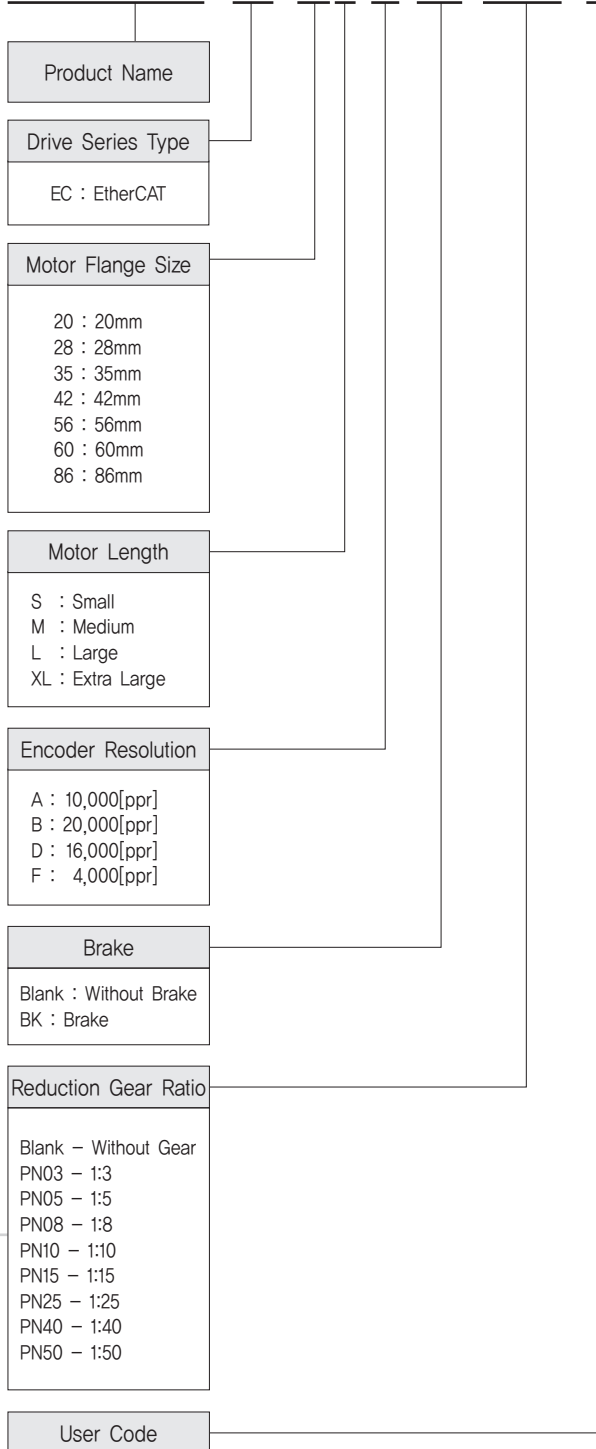 Product Name
Drive Series Type
EC : EtherCAT
Motor Flange Size
20 : 20mm
28 : 28mm
35 : 35mm
42 : 42mm
56 : 56mm
60 : 60mm
86 : 86mm
Motor Length
S : Small
M : Medium
L : Large
XL : Extra Large
Encoder Resolution
A : 10,000[ppr]
B : 20,000[ppr]
D : 16,000[ppr]
F : 4,000[ppr]
Brake
Blank : Without Brake
BK : Brake
Reduction Gear Ratio
Blank – Without Gear
PN03 – 1:3
PN05 – 1:5
PN08 – 1:8
PN10 – 1:10
PN15 – 1:15
PN25 – 1:25
PN40 – 1:40
PN50 – 1:50
User Code